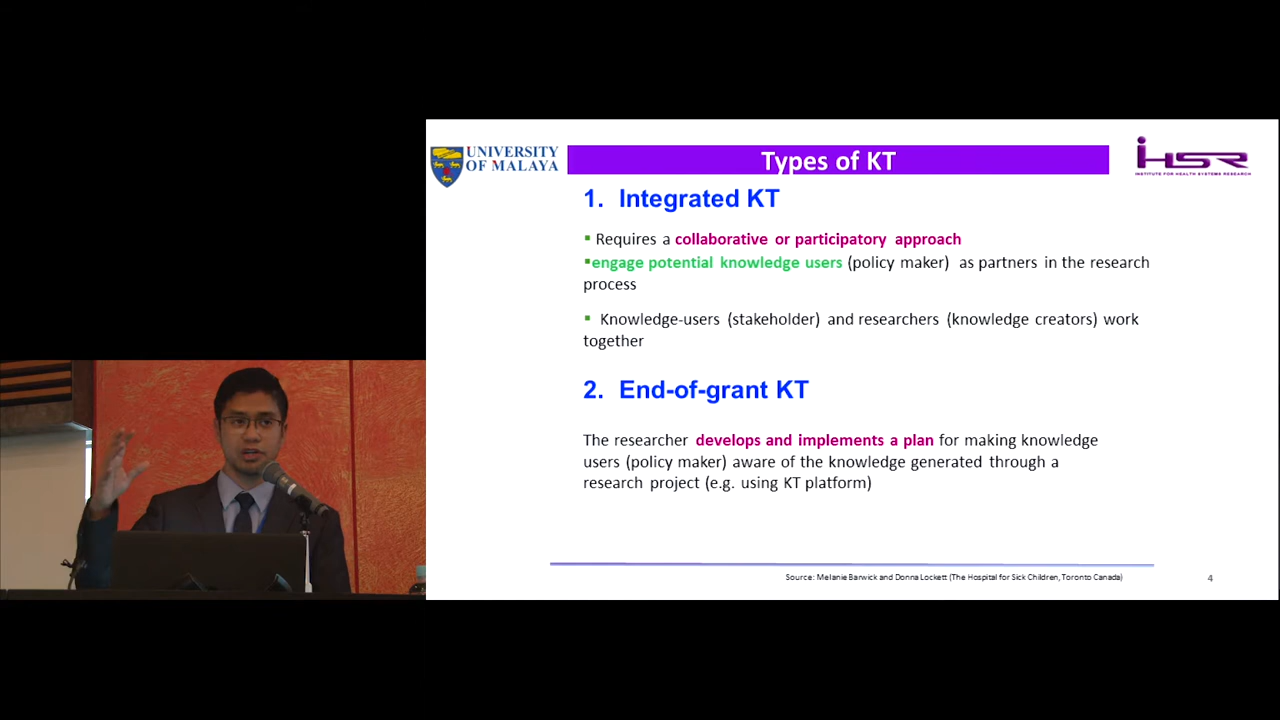 UNIVERSITY
OF MALAYA
Types of KT
iHSR
INSTITUTE FOR HEALTH SYSTEMS RESEARCH
1. Integrated KT
▪ Requires a collaborative or participatory approach
▪engage potential knowledge users (policy maker) as partners in the research
process
▪ Knowledge-users (stakeholder) and researchers (knowledge creators) work
together
2. End-of-grant KT
The researcher develops and implements a plan for making knowledge
users (policy maker) aware of the knowledge generated through a
research project (e.g. using KT platform)
Source: Melanie Barwick and Donna Lockett (The Hospital for Sick Children, Toronto Canada)
4